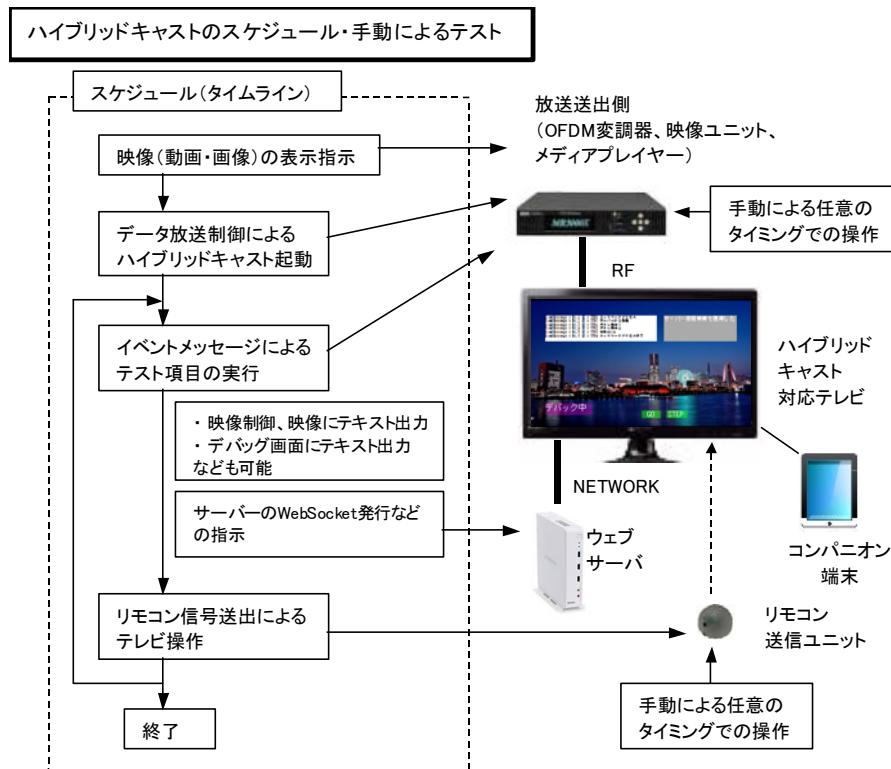 ハイブリッドキャストのスケジュール・手動によるテスト
スケジュール（タイムライン）
映像（動画・画像）の表示指示
データ放送制御による
ハイブリッドキャスト起動
イベントメッセージによる
テスト項目の実行
・ 映像制御、映像にテキスト出力
・ デバッグ画面にテキスト出力
なども可能
サーバーのWebSocket発行など
の指示
リモコン信号送出による
テレビ操作
終了
放送送出側
（OFDM変調器、映像ユニット、
メディアプレイヤー）
手動による任意の
タイミングでの操作
RF
デバック中
GO
STEP
ハイブリッド
キャスト
対応テレビ
NETWORK
ウェブ
サーバ
コンパニオン
端末
リモコン
送信ユニット
手動による任意の
タイミングでの操作